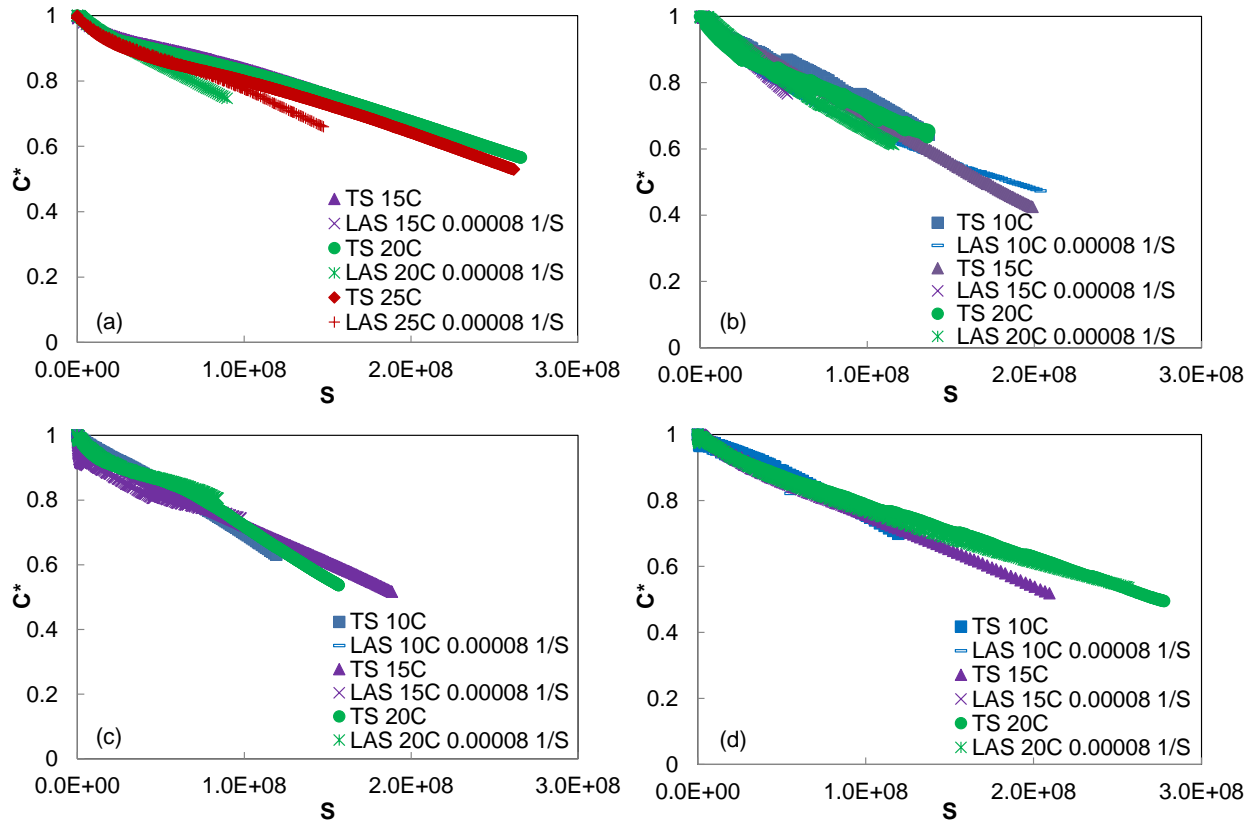 1
0.8
0.6
C*
0.4
0.2
0
TS 15C
LAS 15C 0.00008 1/S
TS 20C
LAS 20C 0.00008 1/S
TS 25C
LAS 25C 0.00008 1/S
(a)
0.0E+00 1.0E+08 2.0E+08 3.0E+08
S
1
0.8
0.6
C*
0.4
0.2
0
TS 10C
LAS 10C 0.00008 1/S
TS 15C
LAS 15C 0.00008 1/S
TS 20C
LAS 20C 0.00008 1/S
(b)
0.0E+00 1.0E+08 2.0E+08 3.0E+08
S
1
0.8
0.6
C*
0.4
0.2
0
TS 10C
LAS 10C 0.00008 1/S
TS 15C
LAS 15C 0.00008 1/S
TS 20C
LAS 20C 0.00008 1/S
(c)
0.0E+00 1.0E+08 2.0E+08 3.0E+08
S
1
0.8
0.6
C*
0.4
0.2
0
TS 10C
LAS 10C 0.00008 1/S
TS 15C
LAS 15C 0.00008 1/S
TS 20C
LAS 20C 0.00008 1/S
(d)
0.0E+00 1.0E+08 2.0E+08 3.0E+08
S